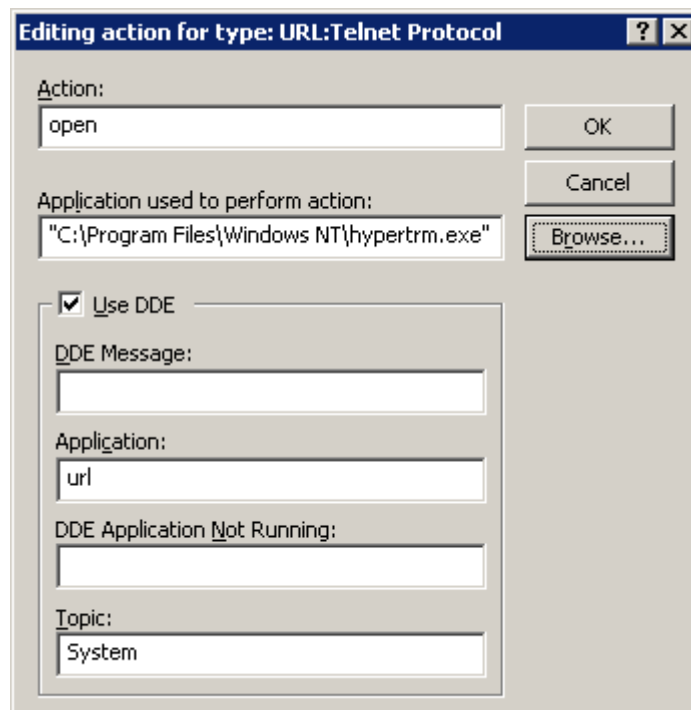 Editing action for type: URL:Telnet Protocol
Action:
open
OK
Cancel
Application used to perform action:
"C:\Program Files\Windows NT\hypertrm.exe"
Browse...
Use DDE
DDE Message:
Application:
url
DDE Application Not Running:
Topic:
System